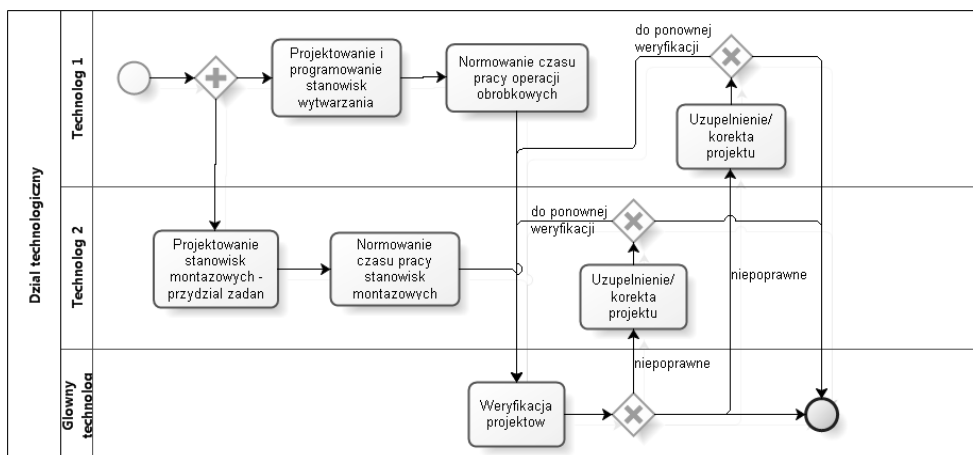 Dzial technologiczny
Technolog 1
Projektowanie i
programowanie
stanowisk
wytwarzania
Normowanie czasu
pracy operacji
obrobkowych
do ponownej
weryfikacji
Uzupelnienie/
korekta
projektu
Technolog 2
Projektowanie
stanowisk
montazowych -
przydzial zadan
Normowanie
czasu pracy
stanowisk
montazowych
do ponownej
weryfikacji
Uzupelnienie/
korekta
projektu
niepoprawne
Glowny
technolog
Weryfikacja
projektow
niepoprawne